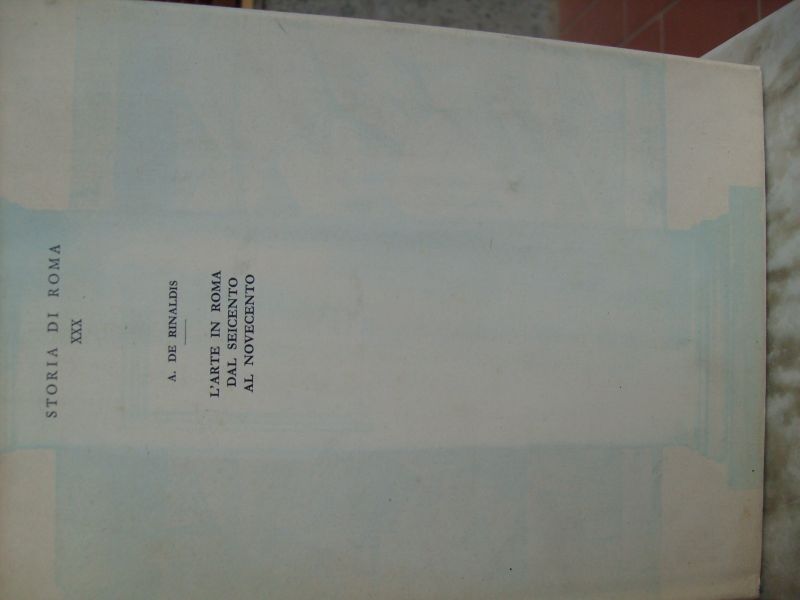 STORIA DI ROMA
XXX
A. DE RINALDIS
L'ARTE IN ROMA
DAL SEICENTO
AL NOVECENTO